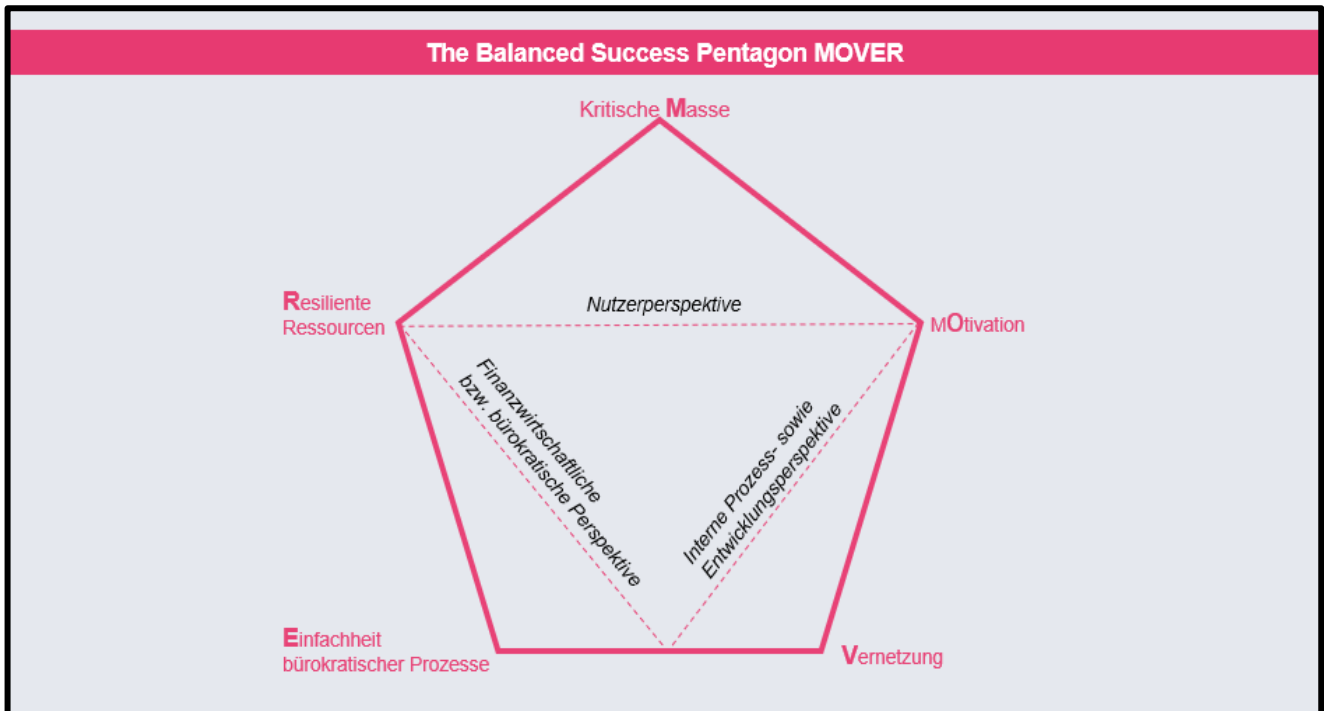 The Balanced Success Pentagon MOVER
Kritische Masse
Resiliente
Ressourcen
Nutzerperspektive
MOtivation
Finanzwirtschaftliche
bzw. bürokratische Perspektive
Interne Prozess- sowie
Entwicklungsperspektive
Einfachheit
bürokratischer Prozesse
Vernetzung